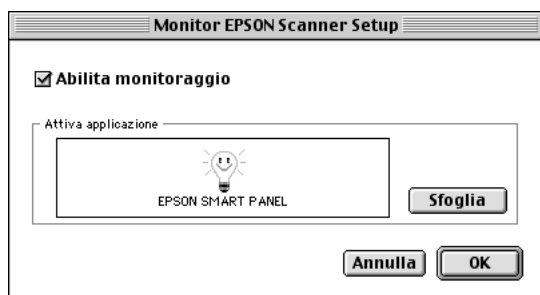 Monitor EPSON Scanner Setup
Abilita monitoraggio
Attiva applicazione
EPSON SMART PANEL
Sfoglia
Annulla OK